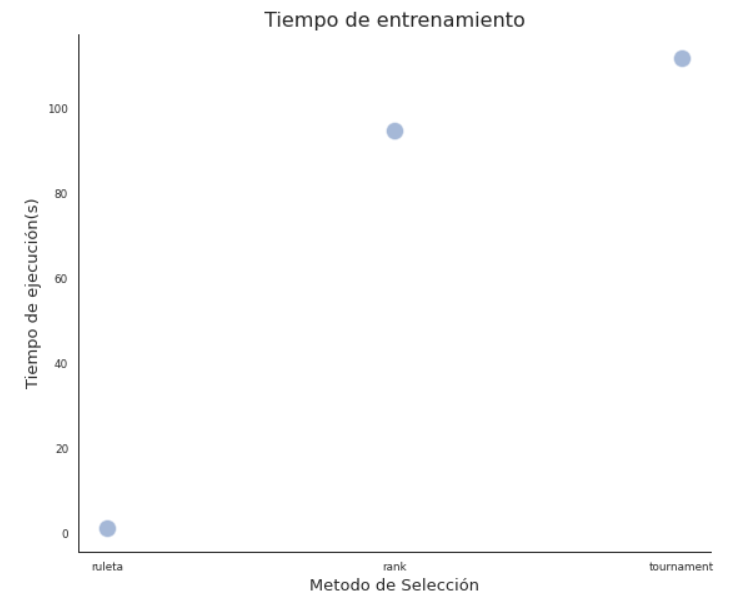 Tiempo de entrenamiento
Tiempo de ejecución(s)
100
80
60
40
20
0
ruleta
rank
tournament
Metodo de Selección